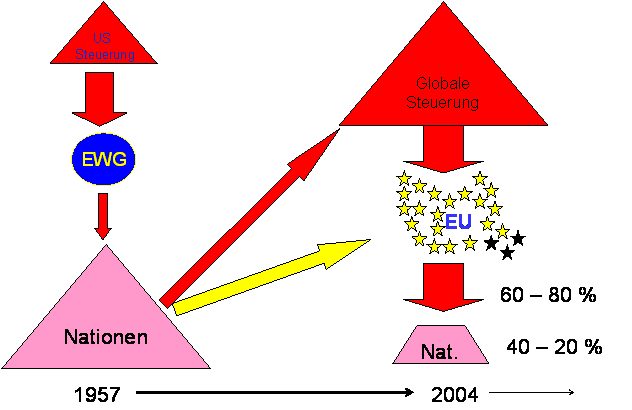 US
Steuerung
Globale
Steuerung
EWG
EU
60 – 80 %
Nationen
Nat.
40 – 20 %
1957
2004